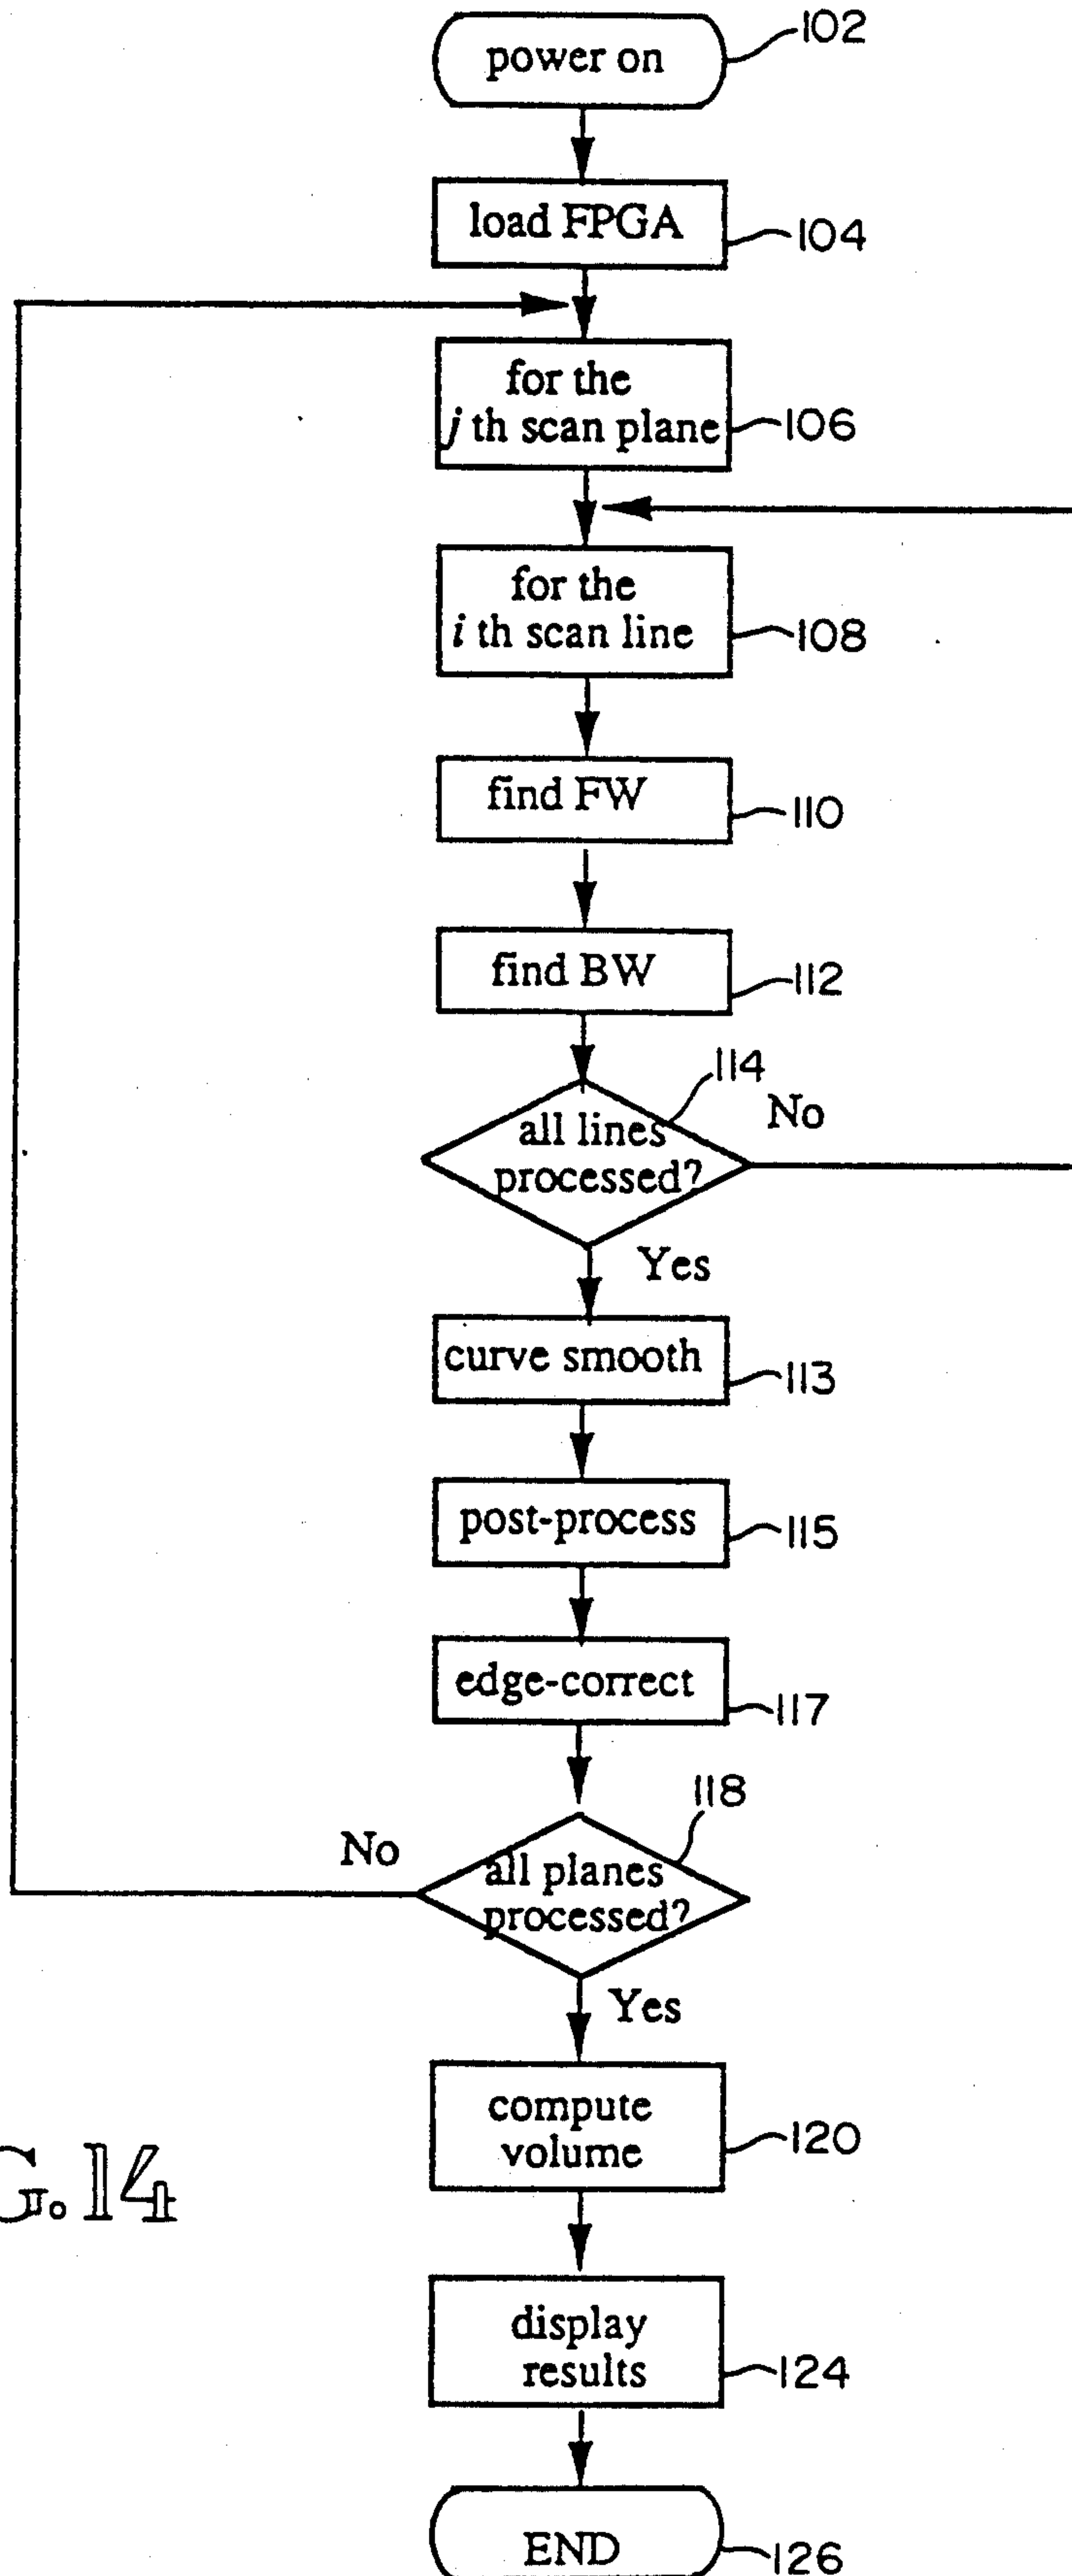 power on
102
load FPGA
104
for the
j th scan plane
106
for the
i th scan line
108
find FW
110
find BW
112
114
No
all lines
processed?
Yes
curve smooth
113
post-process
115
edge-correct
117
118
No
all planes
processed?
Yes
compute
volume
120
G.14
display
results
124
END
126